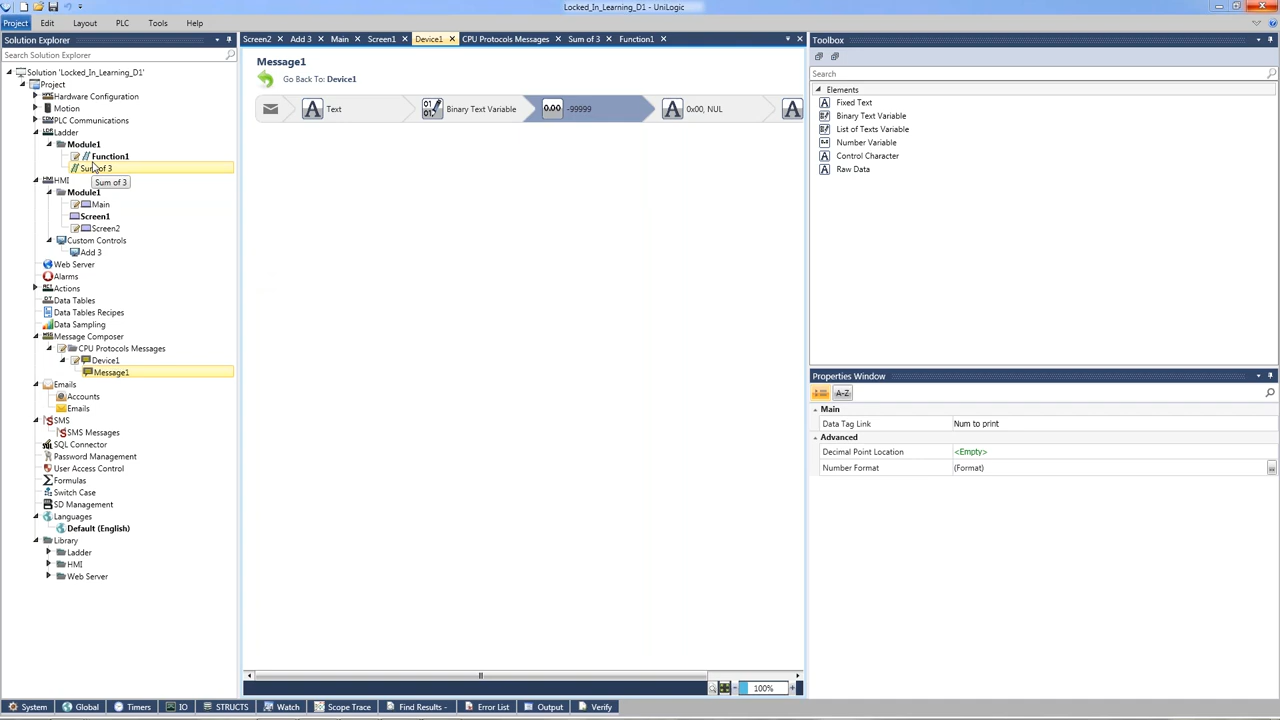 Locked_In_Learning_D1 - UniLogic
Project Edit Layout PLC Tools Help
Solution Explorer
Search Solution Explorer
Solution 'Locked_In_Learning_D1'
Project
Hardware Configuration
Motion
PLC Communications
Ladder
Module1
Function1
Sum of 3
Sum of 3
HMI
Module1
Main
Screen1
Screen2
Custom Controls
Add 3
Web Server
Alarms
Actions
Data Tables
Data Tables Recipes
Data Sampling
Message Composer
CPU Protocols Messages
Device1
Message1
Emails
Accounts
Emails
SMS
SMS Messages
SQL Connector
Password Management
User Access Control
Formulas
Switch Case
SD Management
Languages
Default (English)
Library
Ladder
HMI
Web Server
Screen2 Add 3 Main Screen1 Device1 CPU Protocols Messages Sum of 3 Function1
Message1
Go Back To: Device1
A Text 01 01 Binary Text Variable 0.00 -99999 A 0x00, NUL A
100%
Toolbox
Search
Elements
Fixed Text
Binary Text Variable
List of Texts Variable
Number Variable
Control Character
Raw Data
Properties Window
A-Z
Main
Data Tag Link Num to print
Advanced
Decimal Point Location <Empty>
Number Format (Format)
System Global Timers IO STRUCTS Watch Scope Trace Find Results - Error List Output Verify